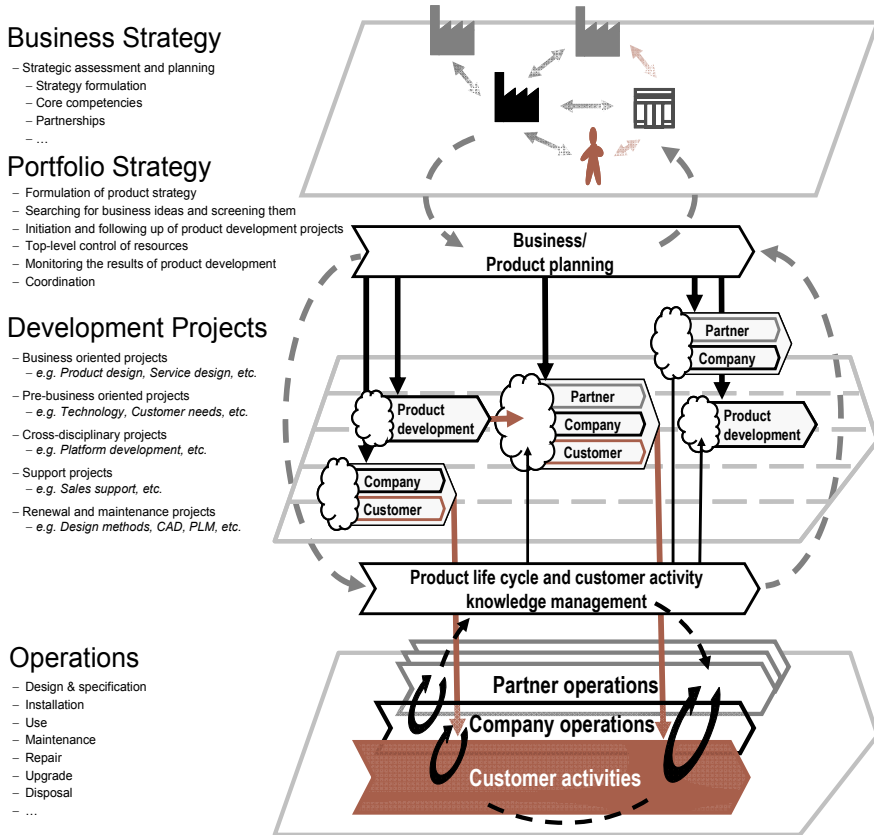 Business Strategy
– Strategic assessment and planning
– Strategy formulation
– Core competencies
– Partnerships
– …
Portfolio Strategy
– Formulation of product strategy
– Searching for business ideas and screening them
– Initiation and following up of product development projects
– Top-level control of resources
– Monitoring the results of product development
– Coordination
Development Projects
– Business oriented projects
– e.g. Product design, Service design, etc.
– Pre-business oriented projects
– e.g. Technology, Customer needs, etc.
– Cross-disciplinary projects
– e.g. Platform development, etc.
– Support projects
– e.g. Sales support, etc.
– Renewal and maintenance projects
– e.g. Design methods, CAD, PLM, etc.
Operations
– Design & specification
– Installation
– Use
– Maintenance
– Repair
– Upgrade
– Disposal
– …
Business/
Product planning
Partner
Company
Product
development
Partner
Company
Customer
Product
development
Company
Customer
Product life cycle and customer activity
knowledge management
Partner operations
Company operations
Customer activities